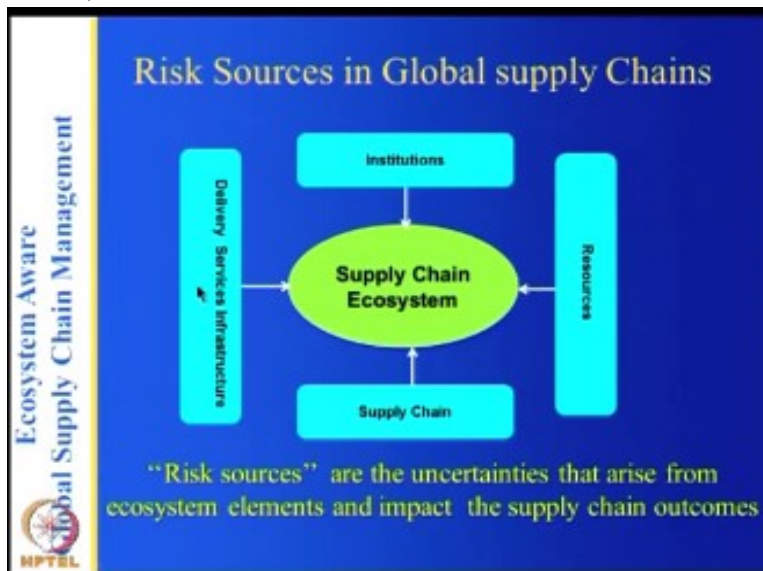 Risk Sources in Global supply Chains
institutions
Delivery Services Infrastructure
Supply Chain
Ecosystem
Resources
Supply Chain
“Risk sources” are the uncertainties that arise from
ecosystem elements and impact the supply chain outcomes
Ecosystem Aware
Global Supply Chain Management
NPTEL